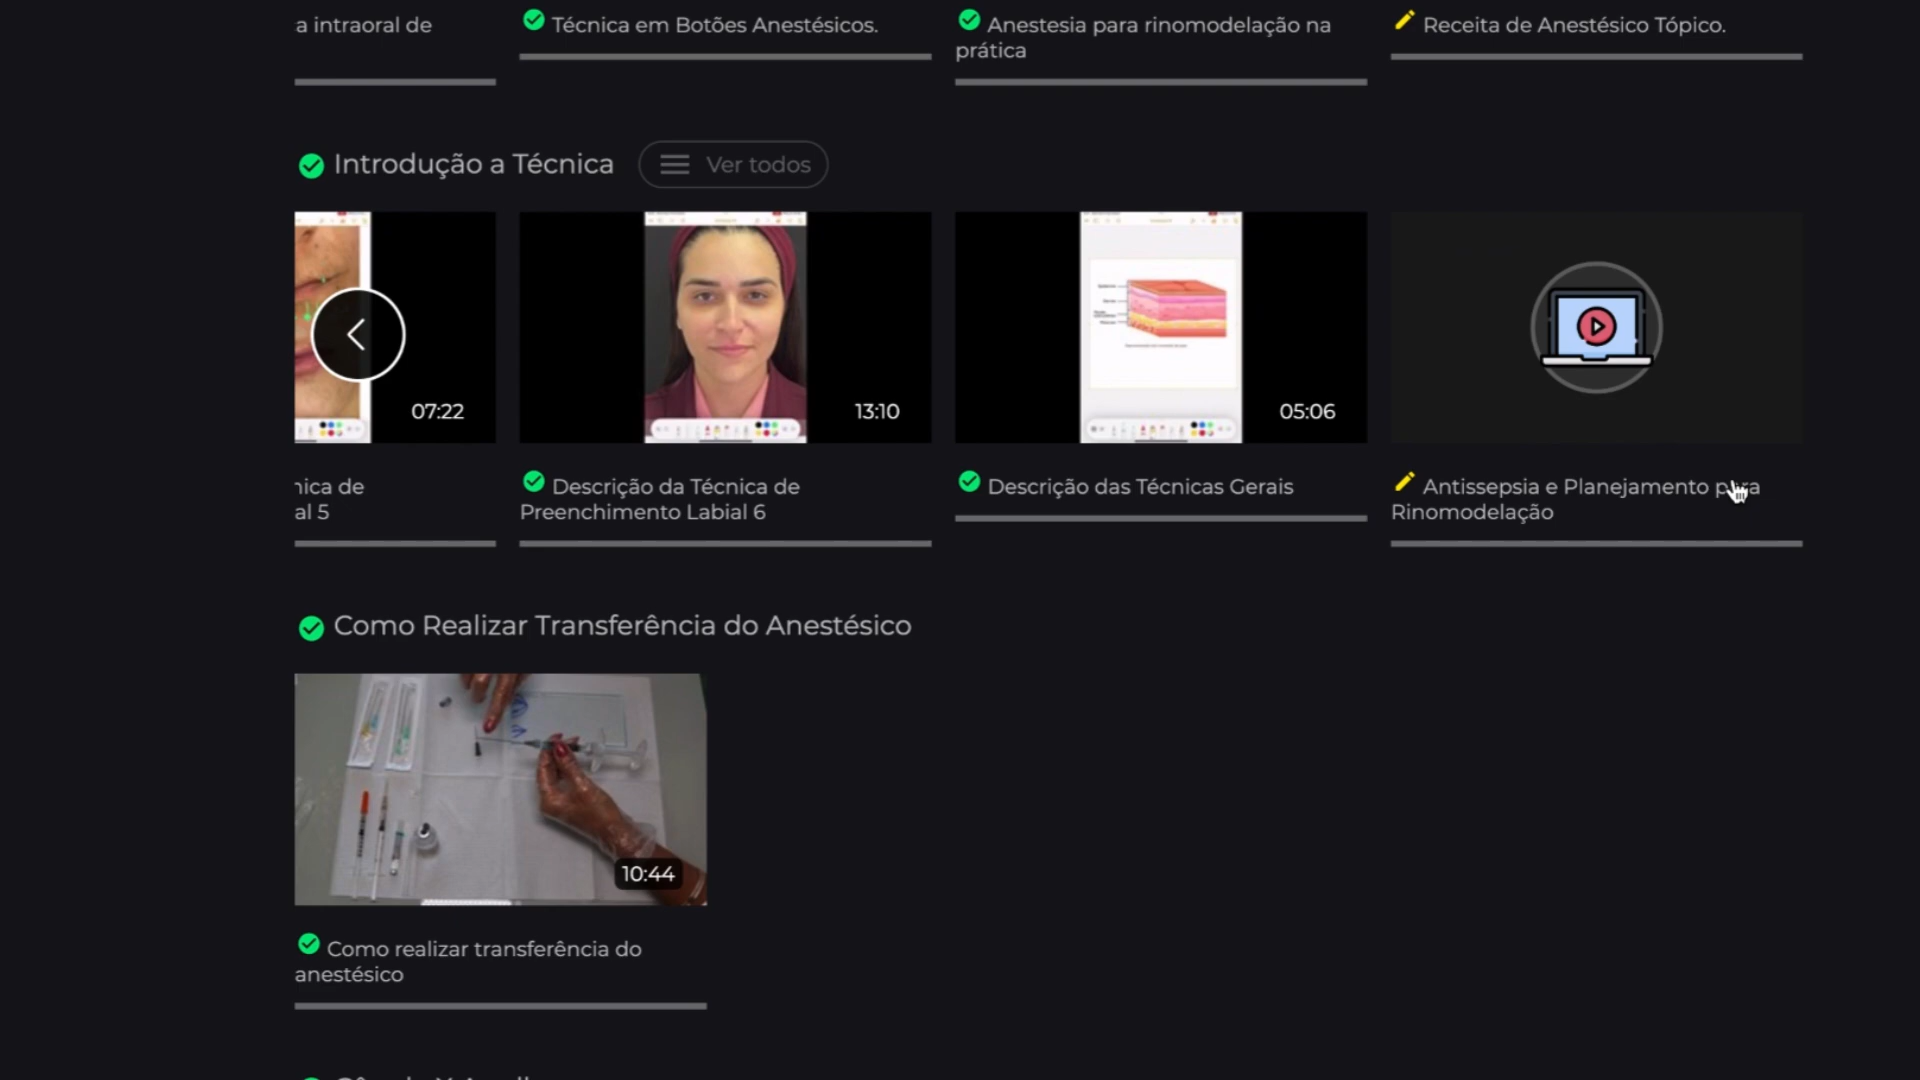 a intraoral de
Técnica em Botões Anestésicos.
Anestesia para rinomodelação na
prática
Receita de Anestésico Tópico.
Introdução a Técnica
Ver todos
07:22
13:10
05:06
nica de
al 5
Descrição da Técnica de
Preenchimento Labial 6
Descrição das Técnicas Gerais
Antissepsia e Planejamento para
Rinomodelação
Como Realizar Transferência do Anestésico
10:44
Como realizar transferência do
anestésico